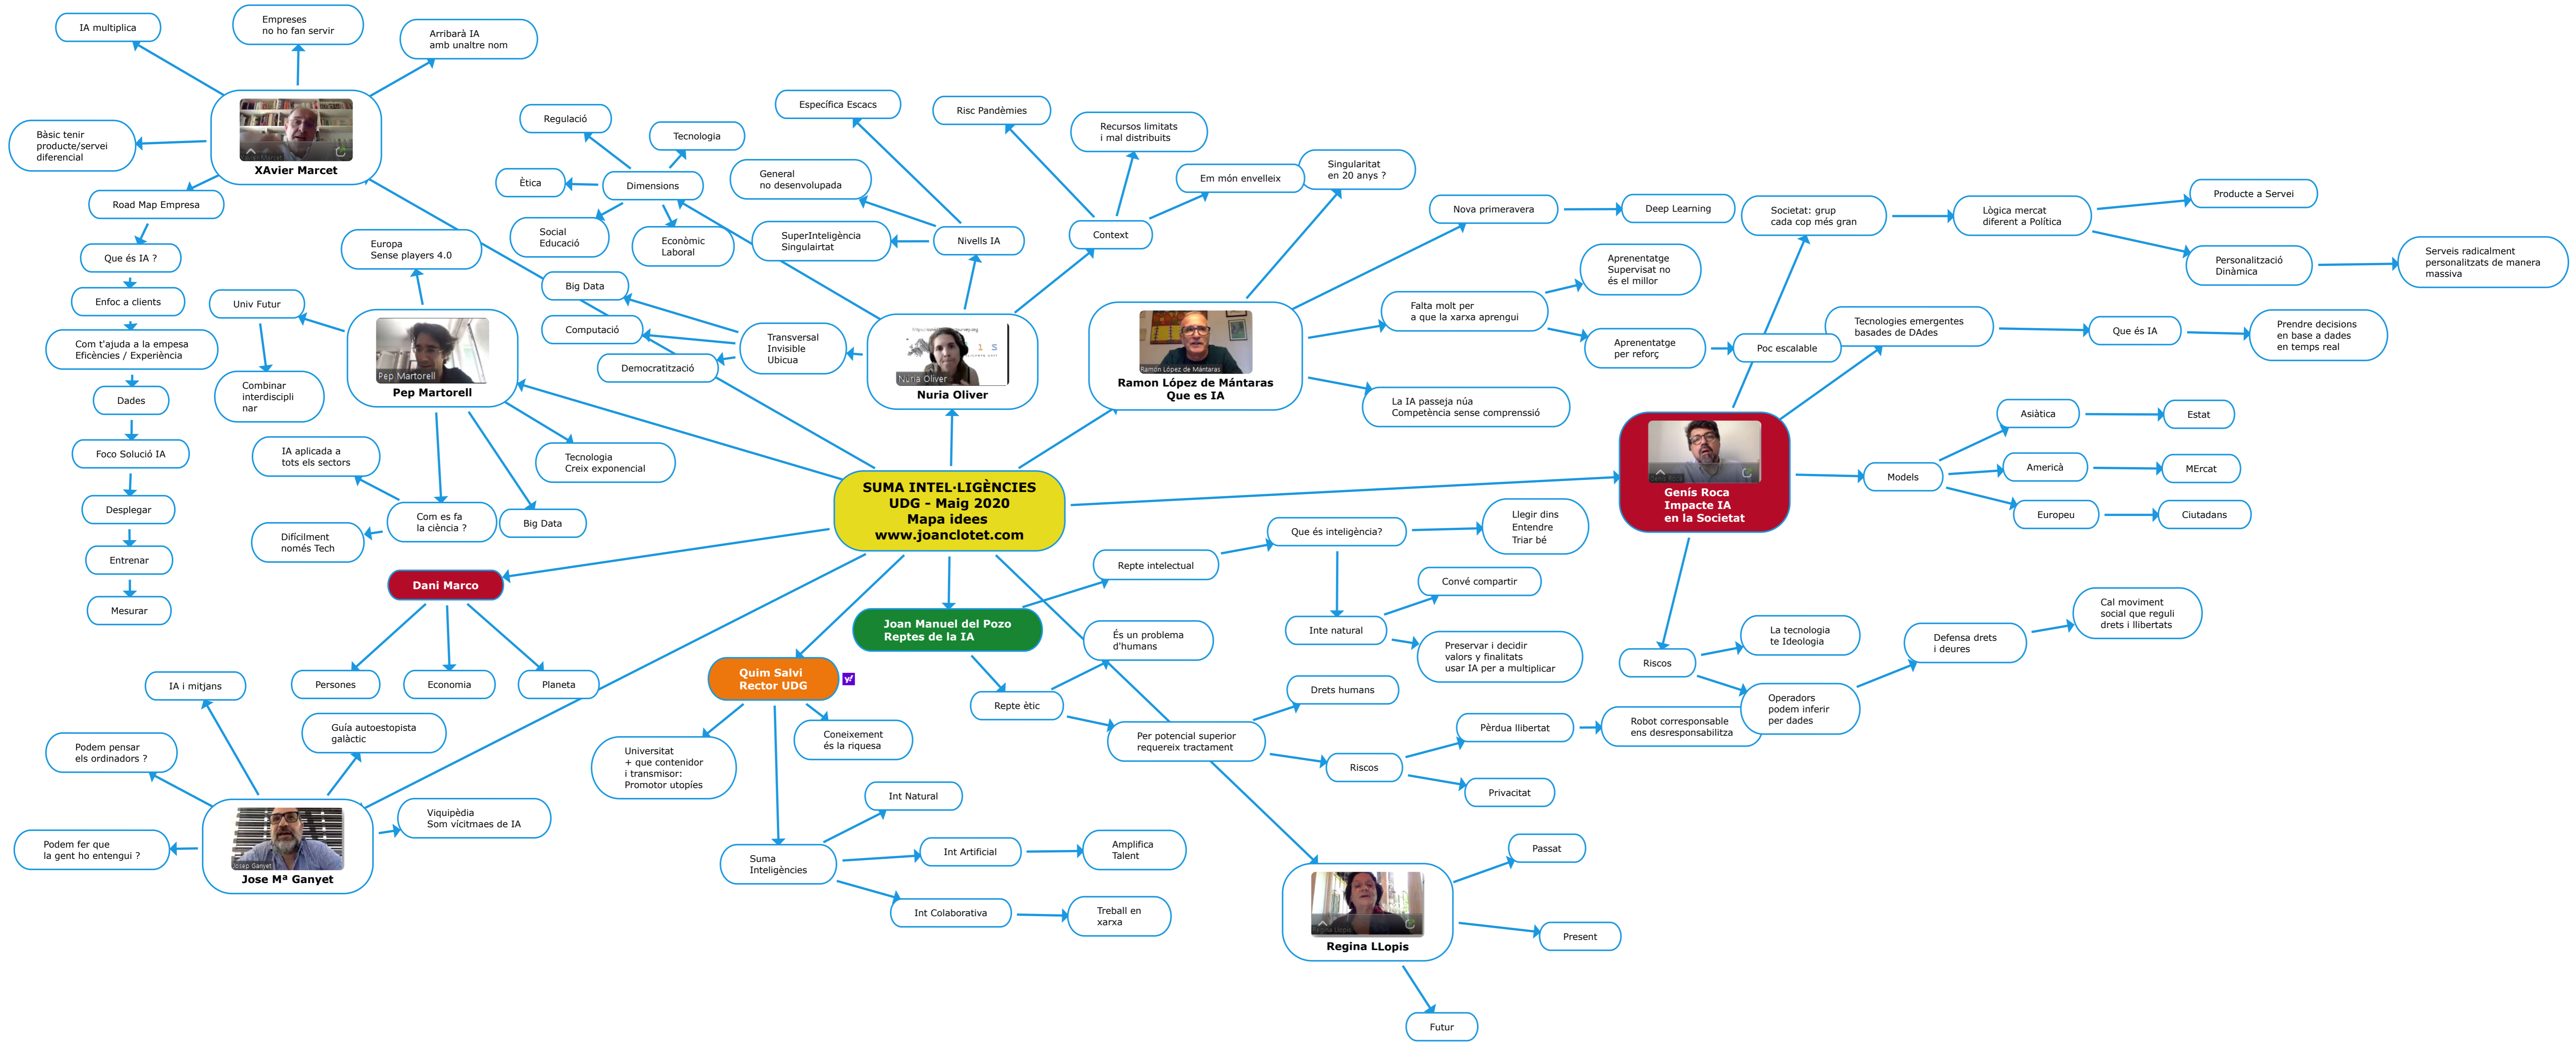 IA multiplica
Empreses
no ho fan servir
Arribarà IA
amb unaltre nom
Bàsic tenir
producte/servei
diferencial
XAvier Marcet
Road Map Empresa
Que és IA ?
Enfoc a clients
Com t'ajuda a la empesa
Eficències / Experiència
Dades
Foco Solució IA
Desplegar
Entrenar
Mesurar
Europa
Sense players 4.0
Univ Futur
Combinar
interdiscipli
nar
Pep Martorell
Pep Martorell
IA aplicada a
tots els sectors
Difícilment
només Tech
Com es fa
la ciència ?
Big Data
Tecnologia
Creix exponencial
Regulació
Tecnologia
Ètica
Dimensions
Social
Educació
Econòmic
Laboral
Big Data
Computació
Democratització
Transversal
Invisible
Ubicua
Específica Escacs
General
no desenvolupada
SuperInteligència
Singulairtat
Nivells IA
Risc Pandèmies
Recursos limitats
i mal distribuits
Em món envelleix
Context
Nuria Oliver
Nuria Oliver
Singularitat
en 20 anys ?
Nova primeravera
Deep Learning
Falta molt per
a que la xarxa aprengui
Aprenentatge
Supervisat no
és el millor
Aprenentatge
per reforç
Poc escalable
La IA passeja núa
Competència sense comprenssió
Ramón López de Mántaras
Ramon López de Mántaras
Que es IA
Societat: grup
cada cop més gran
Lògica mercat
diferent a Política
Producte a Servei
Personalització
Dinàmica
Serveis radicalment
personalitzats de manera
massiva
Tecnologies emergentes
basades de DAdes
Que és IA
Prendre decisions
en base a dades
en temps real
Genís Roca
Impacte IA
en la Societat
Models
Asiàtica
Estat
Americà
MErcat
Europeu
Ciutadans
Riscos
La tecnologia
te Ideologia
Operadors
podem inferir
per dades
Defensa drets
i deures
Cal moviment
social que reguli
drets i llibertats
SUMA INTEL·LIGÈNCIES
UDG - Maig 2020
Mapa idees
www.joanclotet.com
Dani Marco
Persones
Economia
Planeta
Joan Manuel del Pozo
Reptes de la IA
Repte intelectual
Que és inteligència?
Llegir dins
Entendre
Triar bé
Inte natural
Convé compartir
Preservar i decidir
valors y finalitats
usar IA per a multiplicar
Repte ètic
És un problema
d'humans
Per potencial superior
requereix tractament
Drets humans
Riscos
Pèrdua llibertat
Robot corresponsable
ens desresponsabilitza
Privacitat
Quim Salvi
Rector UDG
y!
Universitat
+ que contenidor
i transmisor:
Promotor utopíes
Coneixement
és la riquesa
Suma
Inteligències
Int Natural
Int Artificial
Amplifica
Talent
Int Colaborativa
Treball en
xarxa
IA i mitjans
Guía autoestopista
galàctic
Podem pensar
els ordinadors ?
Podem fer que
la gent ho entengui ?
Viquipèdia
Som vícitmaes de IA
Josep Ganyet
Jose Mª Ganyet
Regina LLopis
Passat
Present
Futur